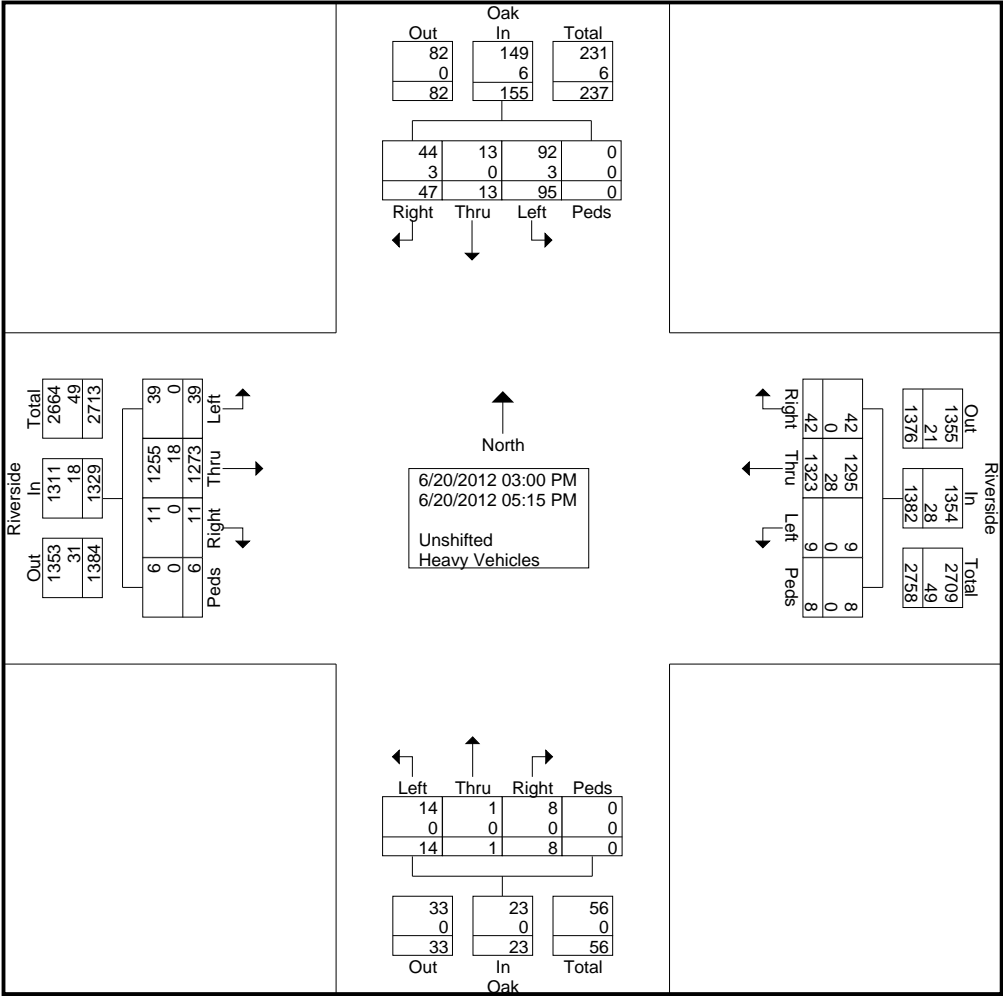 Oak
Out In Total
82 149 231
0 6 6
82 155 237
44 13 92 0
3 0 3 0
47 13 95 0
Right Thru Left Peds
Riverside
Total In Out
2664 1311 1353
49 18 31
2713 1329 1384
39 1255 11 6
0 18 0 0
39 1273 11 6
Left Thru Right Peds
North
6/20/2012 03:00 PM
6/20/2012 05:15 PM
Unshifted
Heavy Vehicles
Right Thru Left Peds
42 1323 9 8
0 28 0 0
42 1295 9 8
Riverside
Out In Total
1355 1354 2709
21 28 49
1376 1382 2758
Left Thru Right Peds
14 1 8 0
0 0 0 0
14 1 8 0
33 23 56
0 0 0
33 23 56
Out In Total
Oak